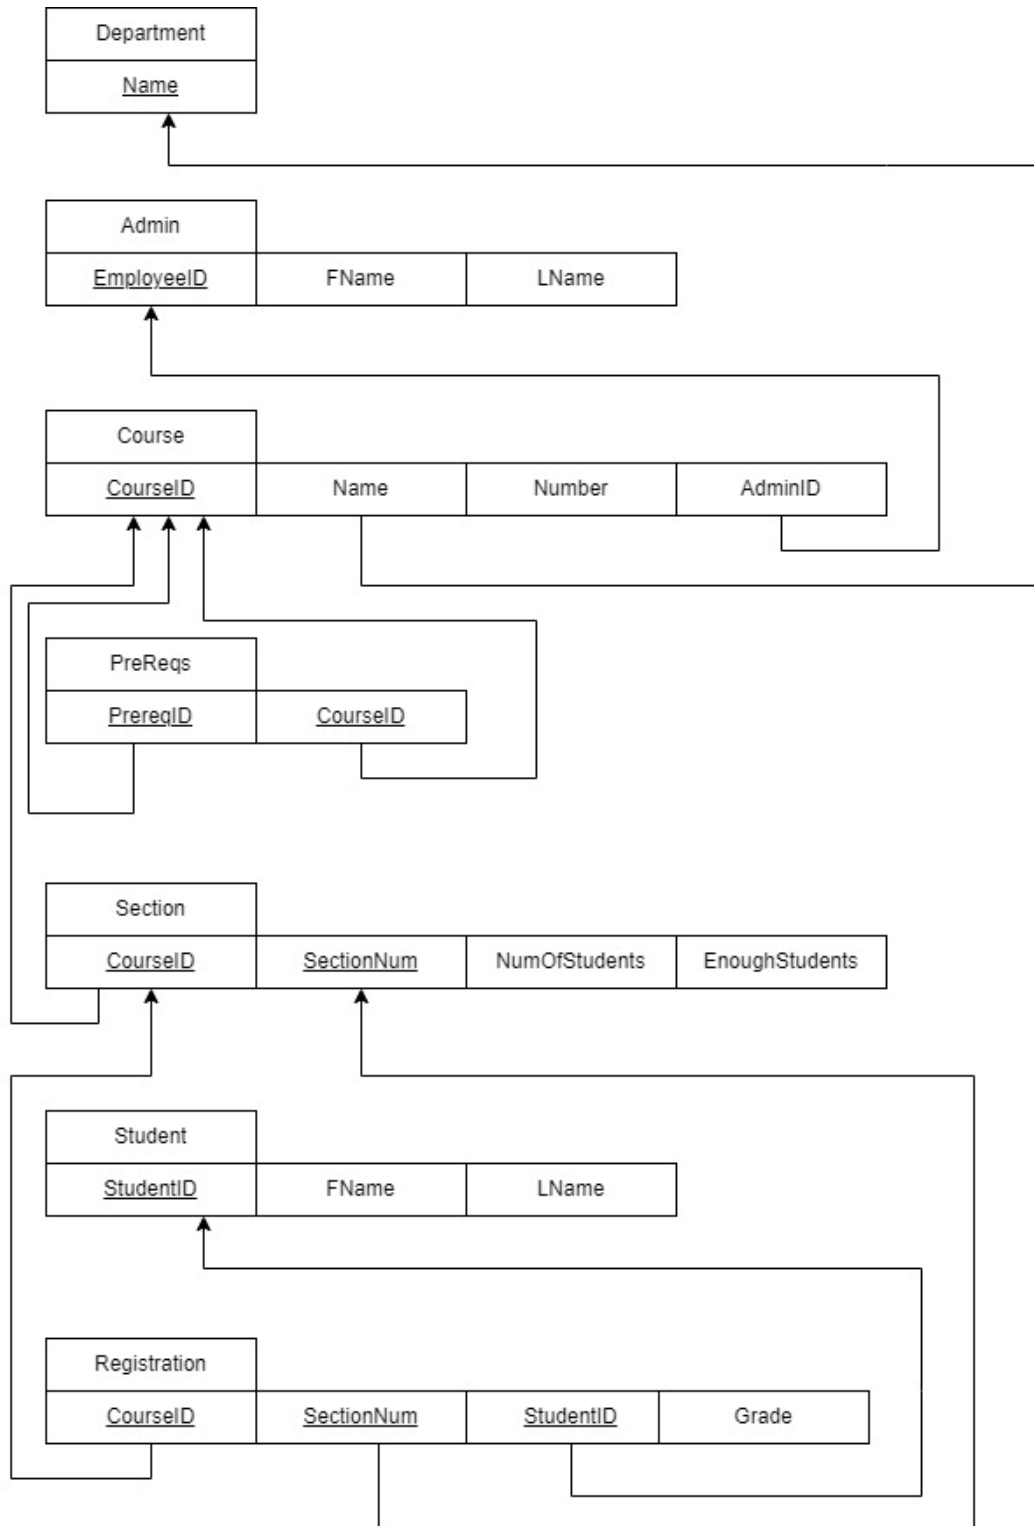 Department
Name
Admin
EmployeeID FName LName
Course
CourseID Name Number AdminID
PreReqs
PrereqID CourseID
Section
CourseID SectionNum NumOfStudents EnoughStudents
Student
StudentID FName LName
Registration
CourseID SectionNum StudentID Grade